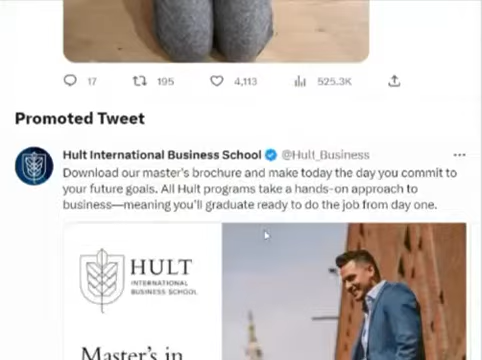 17 195 4,113 525.3K
Promoted Tweet
Hult International Business School @Hult_Business
Download our master's brochure and make today the day you commit to
your future goals. All Hult programs take a hands-on approach to
business—meaning you'll graduate ready to do the job from day one.
HULT
INTERNATIONAL
BUSINESS SCHOOL
Master's in